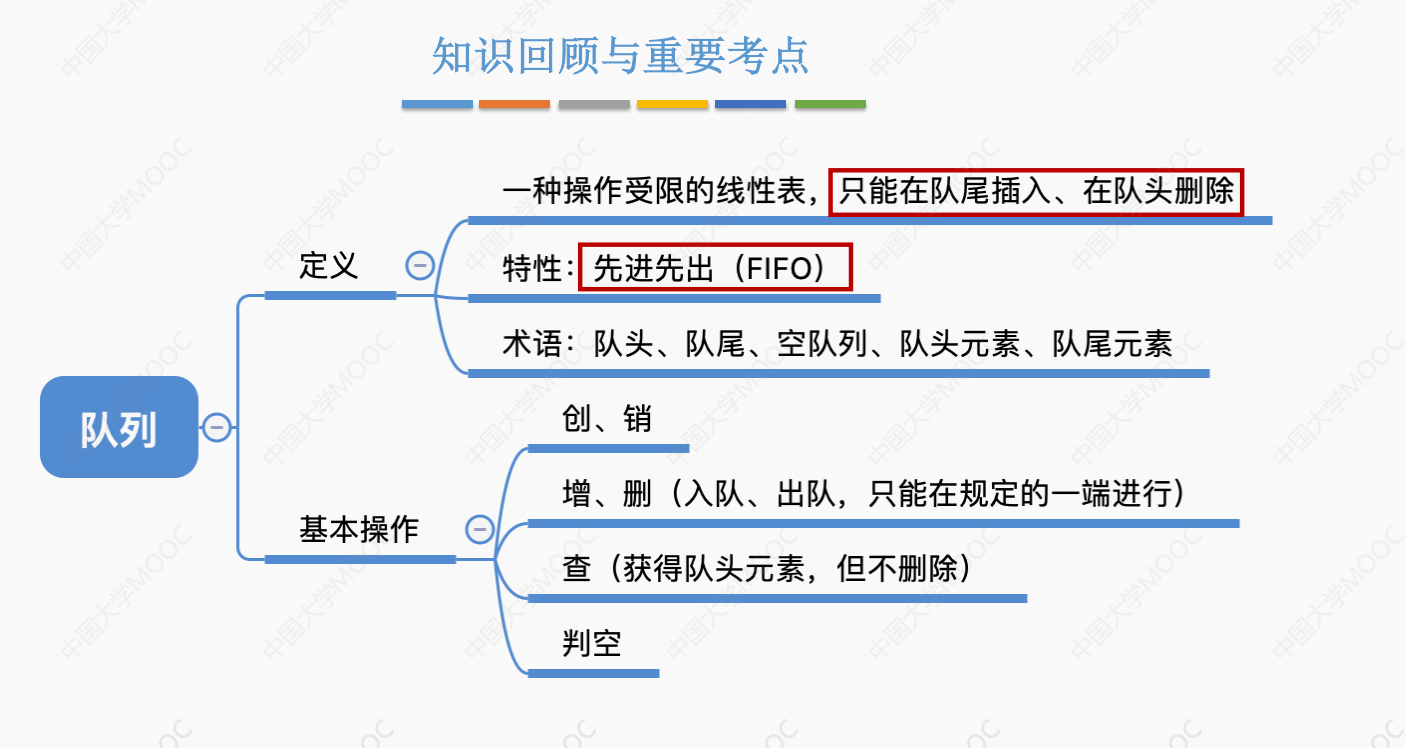 知识回顾与重要考点
一种操作受限的线性表，只能在队尾插入、在队头删除
定义
特性：先进先出（FIFO）
术语：队头、队尾、空队列、队头元素、队尾元素
队列
创、销
增、删（入队、出队，只能在规定的一端进行）
基本操作
查（获得队头元素，但不删除）
判空
中国大学MOOC